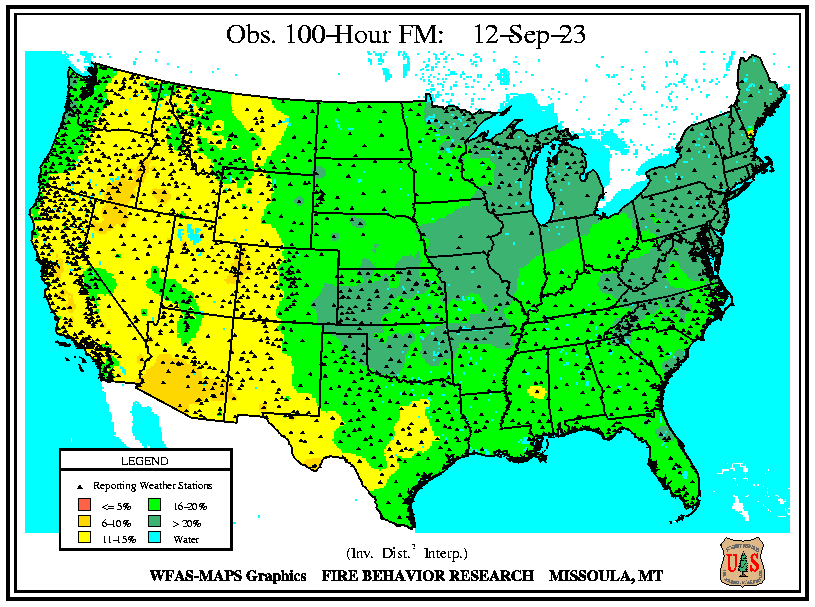 Obs. 100-Hour FM: 12-Sep-23
LEGEND
Reporting Weather Stations
<= 5%
16-20%
6-10%
> 20%
11-15%
Water
(Inv. Dist.² Interp.)
WFAS-MAPS Graphics FIRE BEHAVIOR RESEARCH MISSOULA, MT
UAS